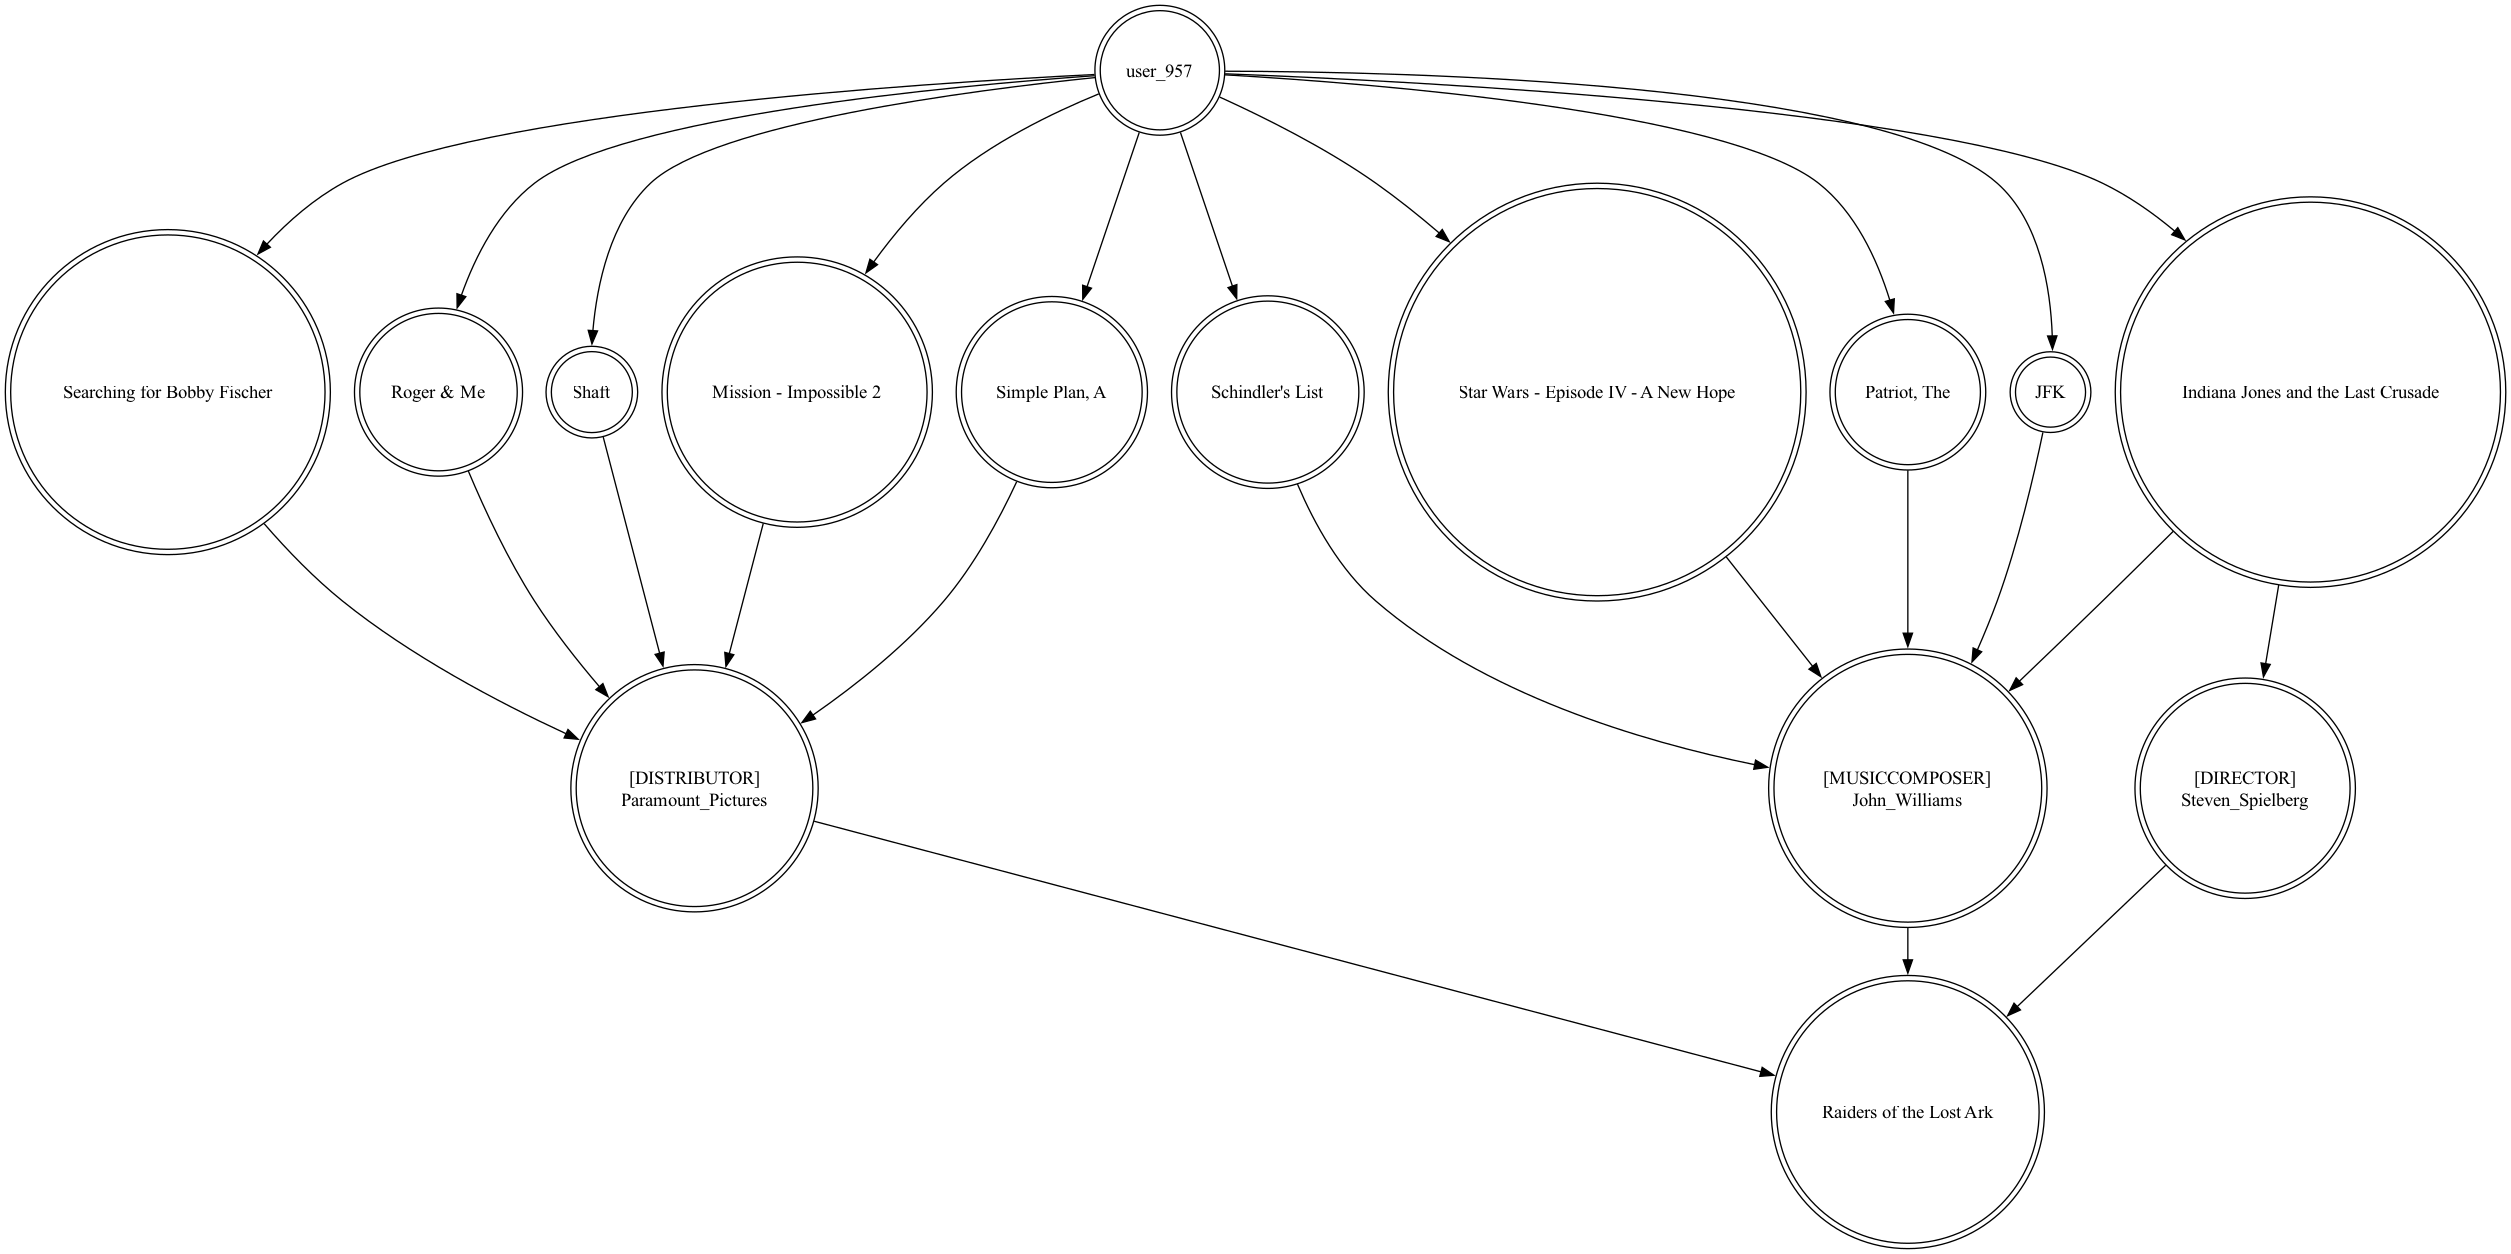 user_957
Searching for Bobby Fischer
Roger & Me
Shaft
Mission - Impossible 2
Simple Plan, A
Schindler's List
Star Wars - Episode IV - A New Hope
Patriot, The
JFK
Indiana Jones and the Last Crusade
[DISTRIBUTOR]
Paramount_Pictures
[MUSICCOMPOSER]
John_Williams
[DIRECTOR]
Steven_Spielberg
Raiders of the Lost Ark